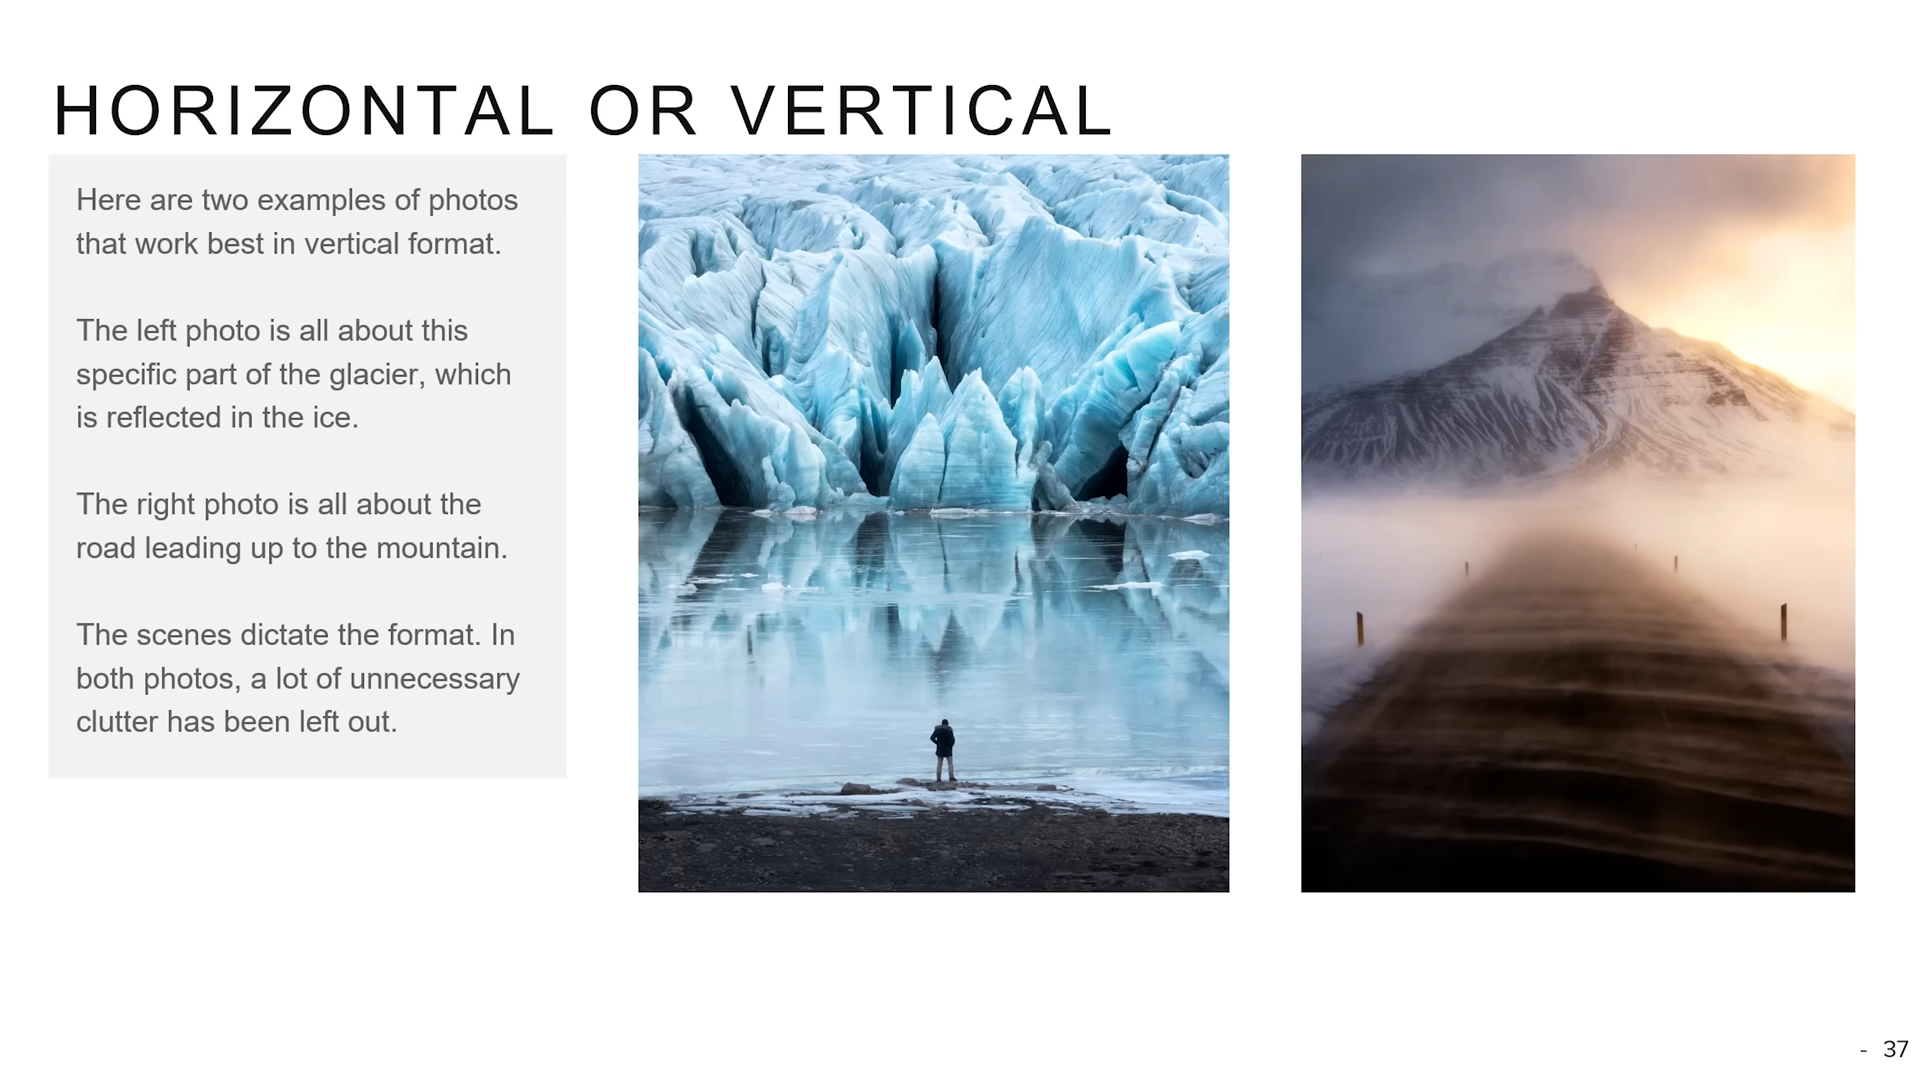 HORIZONTAL OR VERTICAL
Here are two examples of photos
that work best in vertical format.
The left photo is all about this
specific part of the glacier, which
is reflected in the ice.
The right photo is all about the
road leading up to the mountain.
The scenes dictate the format. In
both photos, a lot of unnecessary
clutter has been left out.
- 37